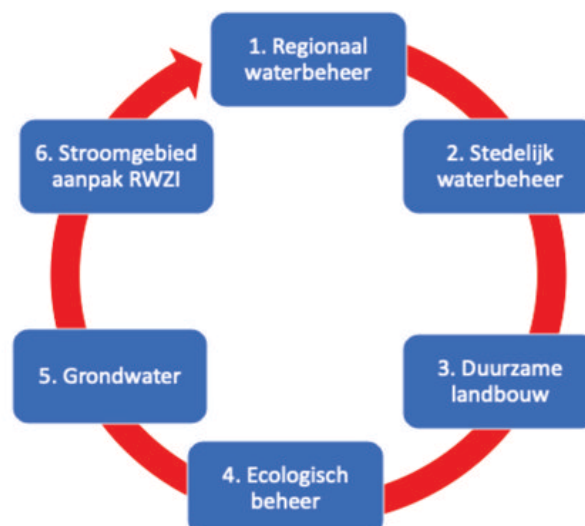 1. Regionaal
waterbeheer
2. Stedelijk
waterbeheer
3. Duurzame
landbouw
4. Ecologisch
beheer
5. Grondwater
6. Stroomgebied
aanpak RWZI